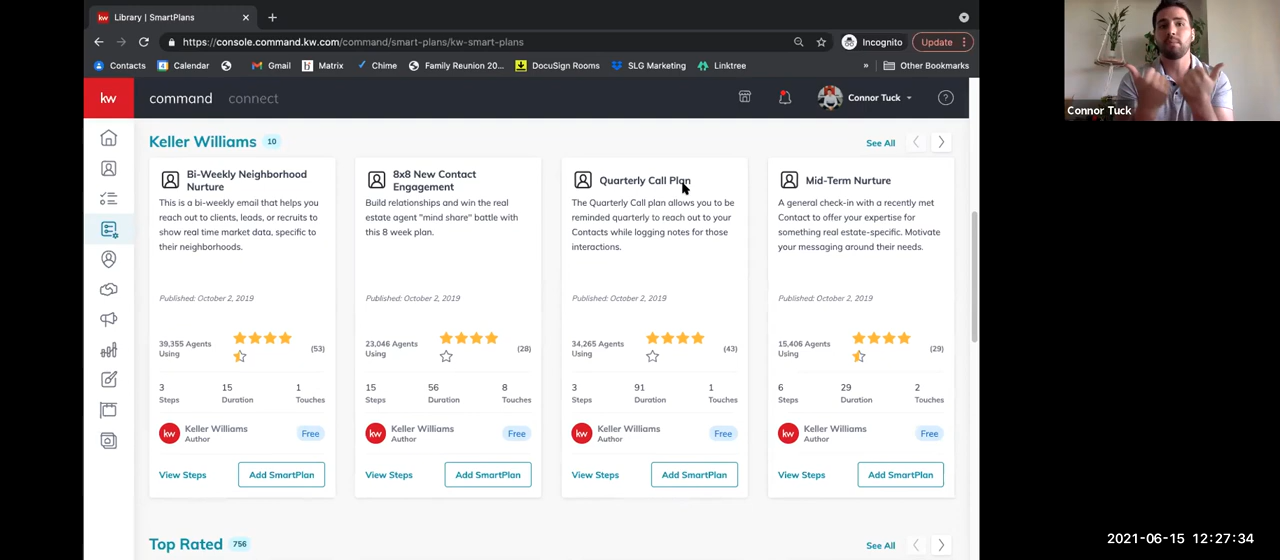 kw Library | SmartPlans
https://console.command.kw.com/command/smart-plans/kw-smart-plans
Incognito
Update
Contacts
Calendar
Gmail
Matrix
Chime
Family Reunion 20...
DocuSign Rooms
SLG Marketing
Linktree
»
Other Bookmarks
kw
command connect
Connor Tuck
Connor Tuck
Keller Williams 10
See All
Bi-Weekly Neighborhood
Nurture
This is a bi-weekly email that helps you
reach out to clients, leads, or recruits to
show real time market data, specific to
their neighborhoods.
Published: October 2, 2019
39,355 Agents
Using
(53)
3 15 1
Steps Duration Touches
kw
Keller Williams
Author
Free
View Steps
Add SmartPlan
8x8 New Contact
Engagement
Build relationships and win the real
estate agent "mind share" battle with
this 8 week plan.
Published: October 2, 2019
23,046 Agents
Using
(28)
15 56 8
Steps Duration Touches
kw
Keller Williams
Author
Free
View Steps
Add SmartPlan
Quarterly Call Plan
The Quarterly Call plan allows you to be
reminded quarterly to reach out to your
Contacts while logging notes for those
interactions.
Published: October 2, 2019
34,265 Agents
Using
(43)
3 91 1
Steps Duration Touches
kw
Keller Williams
Author
Free
View Steps
Add SmartPlan
Mid-Term Nurture
A general check-in with a recently met
Contact to offer your expertise for
something real estate-specific. Motivate
your messaging around their needs.
Published: October 2, 2019
15,406 Agents
Using
(29)
6 29 2
Steps Duration Touches
kw
Keller Williams
Author
Free
View Steps
Add SmartPlan
Top Rated 756
See All
2021-06-15 12:27:34